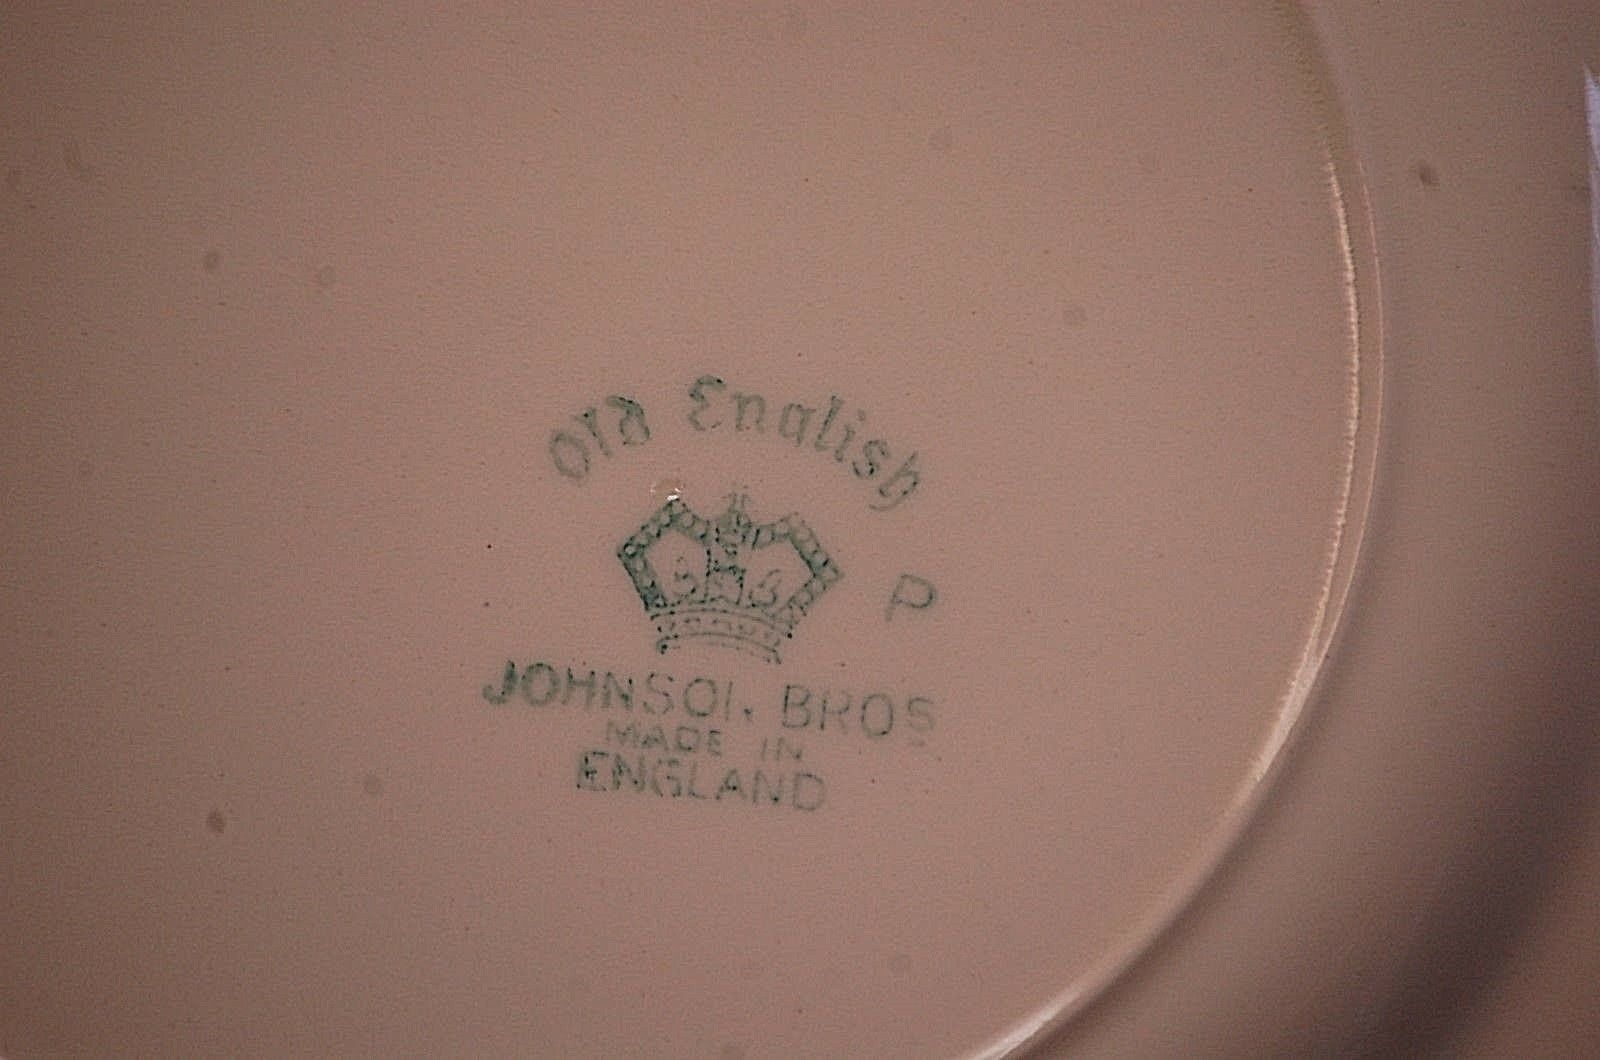 Old English
P
JOHNSON BROS
MADE IN
ENGLAND